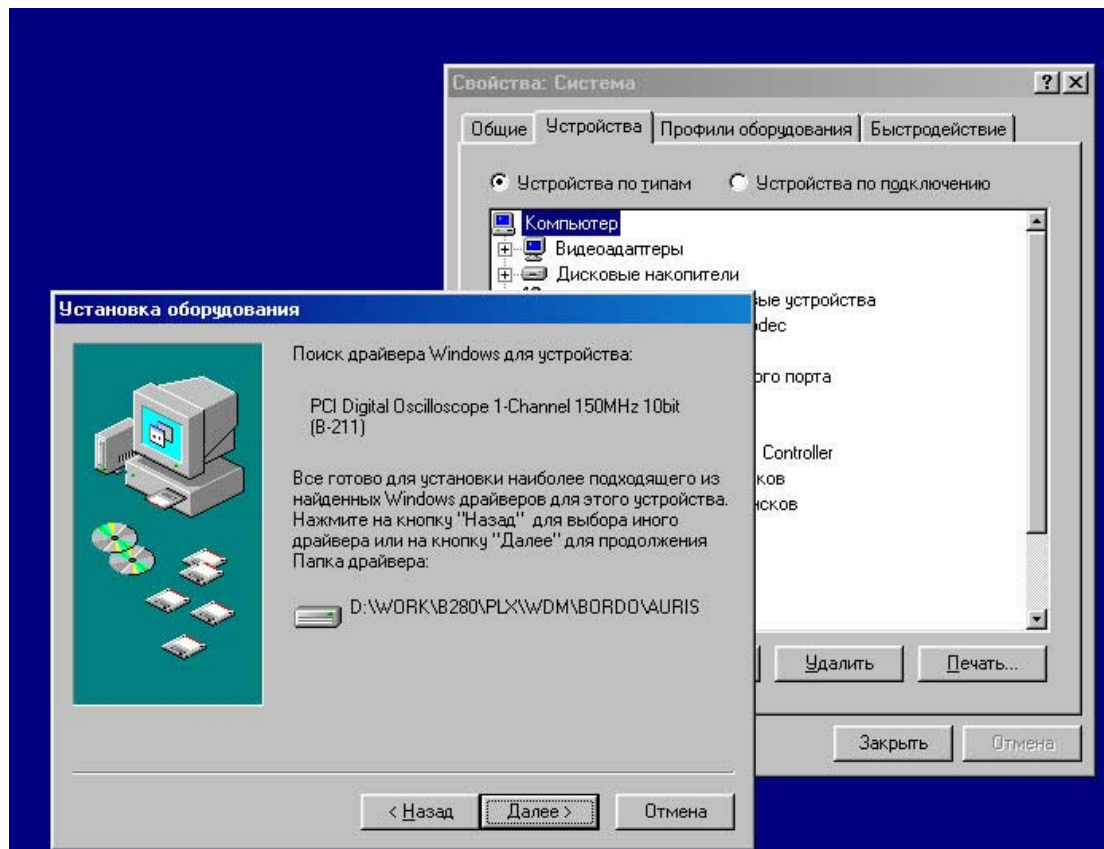 Свойства: Система
Общие Устройства Профили оборудования Быстродействие
Устройства по типам Устройства по подключению
Компьютер
Видеоадаптеры
Дисковые накопители
ые устройства
dec
ого порта
Controller
ков
нсков
Удалить Печать...
Закрыть Отмена
Установка оборудования
Поиск драйвера Windows для устройства:
PCI Digital Oscilloscope 1-Channel 150MHz 10bit
(B-211)
Все готово для установки наиболее подходящего из
найденных Windows драйверов для этого устройства.
Нажмите на кнопку "Назад" для выбора иного
драйвера или на кнопку "Далее" для продолжения
Папка драйвера:
D:\WORK\B280\PLX\WDM\BORDO\AURIS
< Назад Далее > Отмена